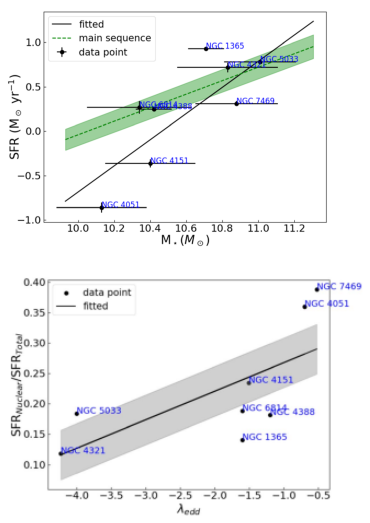 fitted
main sequence
data point
NGC 1365
NGC 5033
NGC 4388
NGC 7469
NGC 4151
NGC 4051
1.0
0.5
0.0
−0.5
−1.0
SFR (M⊙ yr⁻¹)
10.0 10.2 10.4 10.6 10.8 11.0 11.2
M⋆(M⊙)
data point
fitted
NGC 7469
NGC 4051
NGC 4151
NGC 6814
NGC 4388
NGC 5033
NGC 1365
NGC 4321
0.40
0.35
0.30
0.25
0.20
0.15
0.10
SFR_Nuclear/SFR_Total
−4.0 −3.5 −3.0 −2.5 −2.0 −1.5 −1.0 −0.5
λ_edd